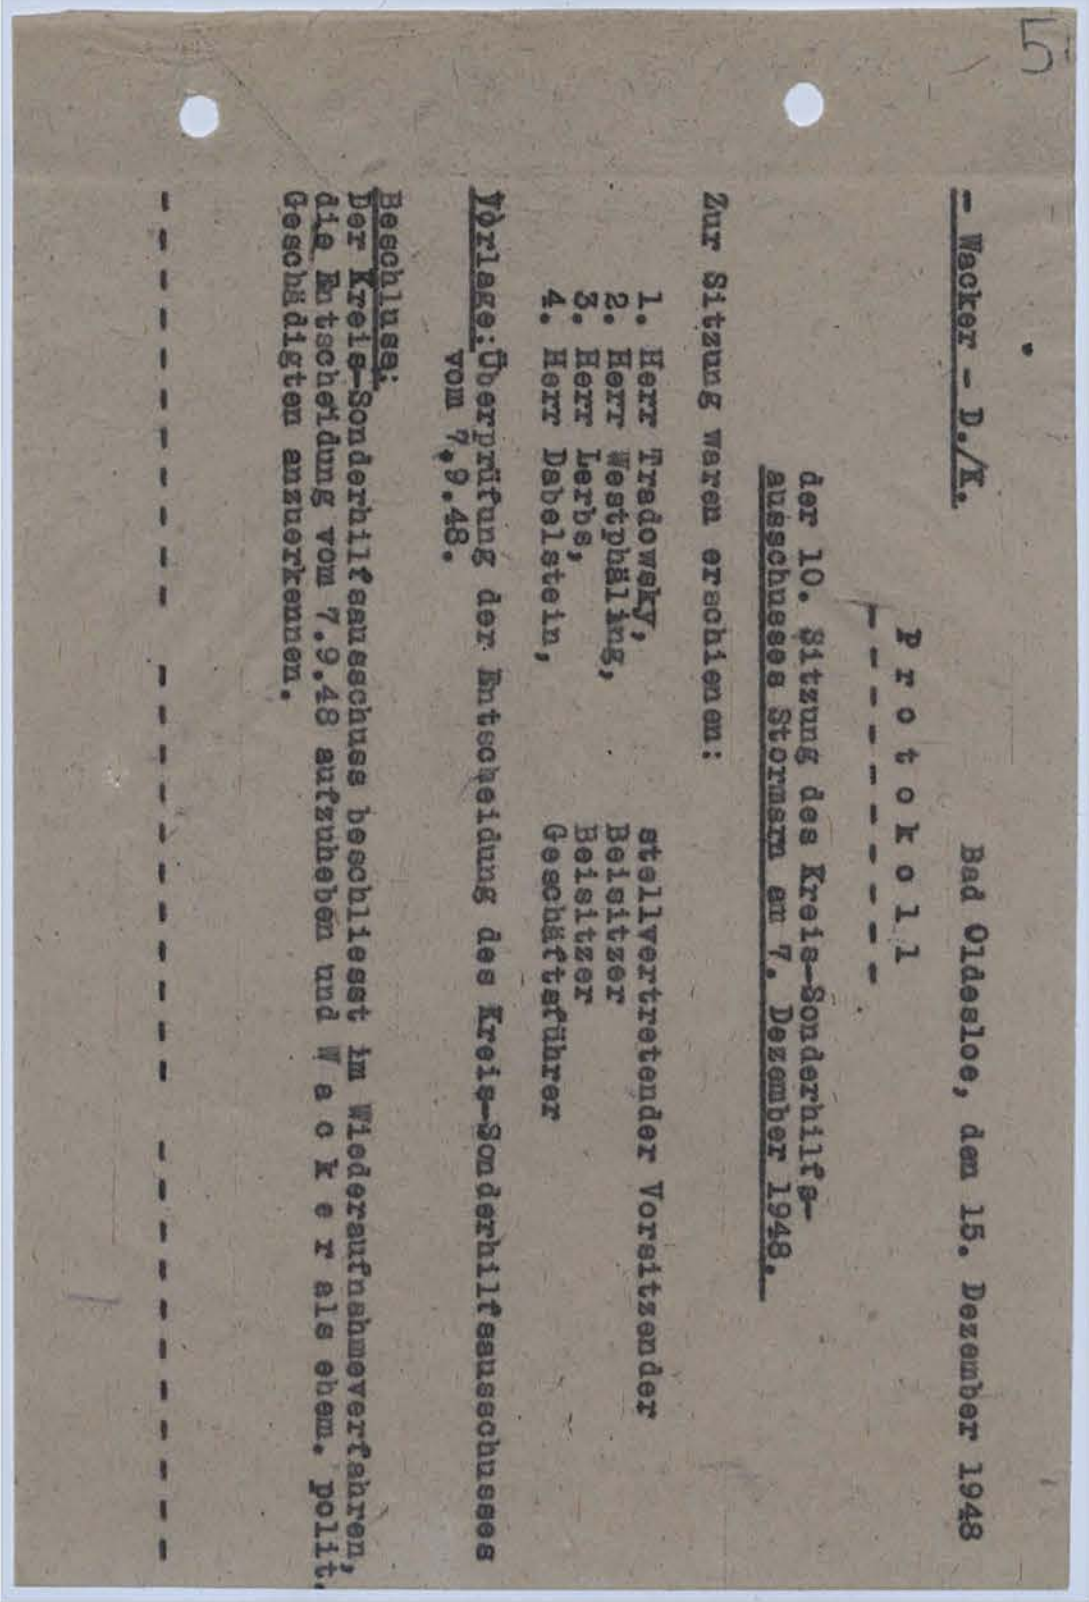 5
- Wacker - D./K.
Bad Oldesloe, den 15. Dezember 1948
P r o t o k o l l
- - - - - - - - -
der 10. Sitzung des Kreis-Sonderhilfs-
ausschusses Stormarn am 7. Dezember 1948.
Zur Sitzung waren erschienen:
1. Herr Tradowsky, stellvertretender Vorsitzender
2. Herr Westphäling, Beisitzer
3. Herr Lerbs, Beisitzer
4. Herr Dabelstein, Geschäftsführer
Vorlage: Überprüfung der Entscheidung des Kreis-Sonderhilfsausschusses
vom 7.9.48.
Beschluss:
Der Kreis-Sonderhilfsausschuss beschliesst im Wiederaufnahmeverfahren,
die Entscheidung vom 7.9.48 aufzuheben und W a c k e r als ehem. polit.
Geschädigten anzuerkennen.
- - - - - - - - - - - - - - - - - - - - - - - - - - - -